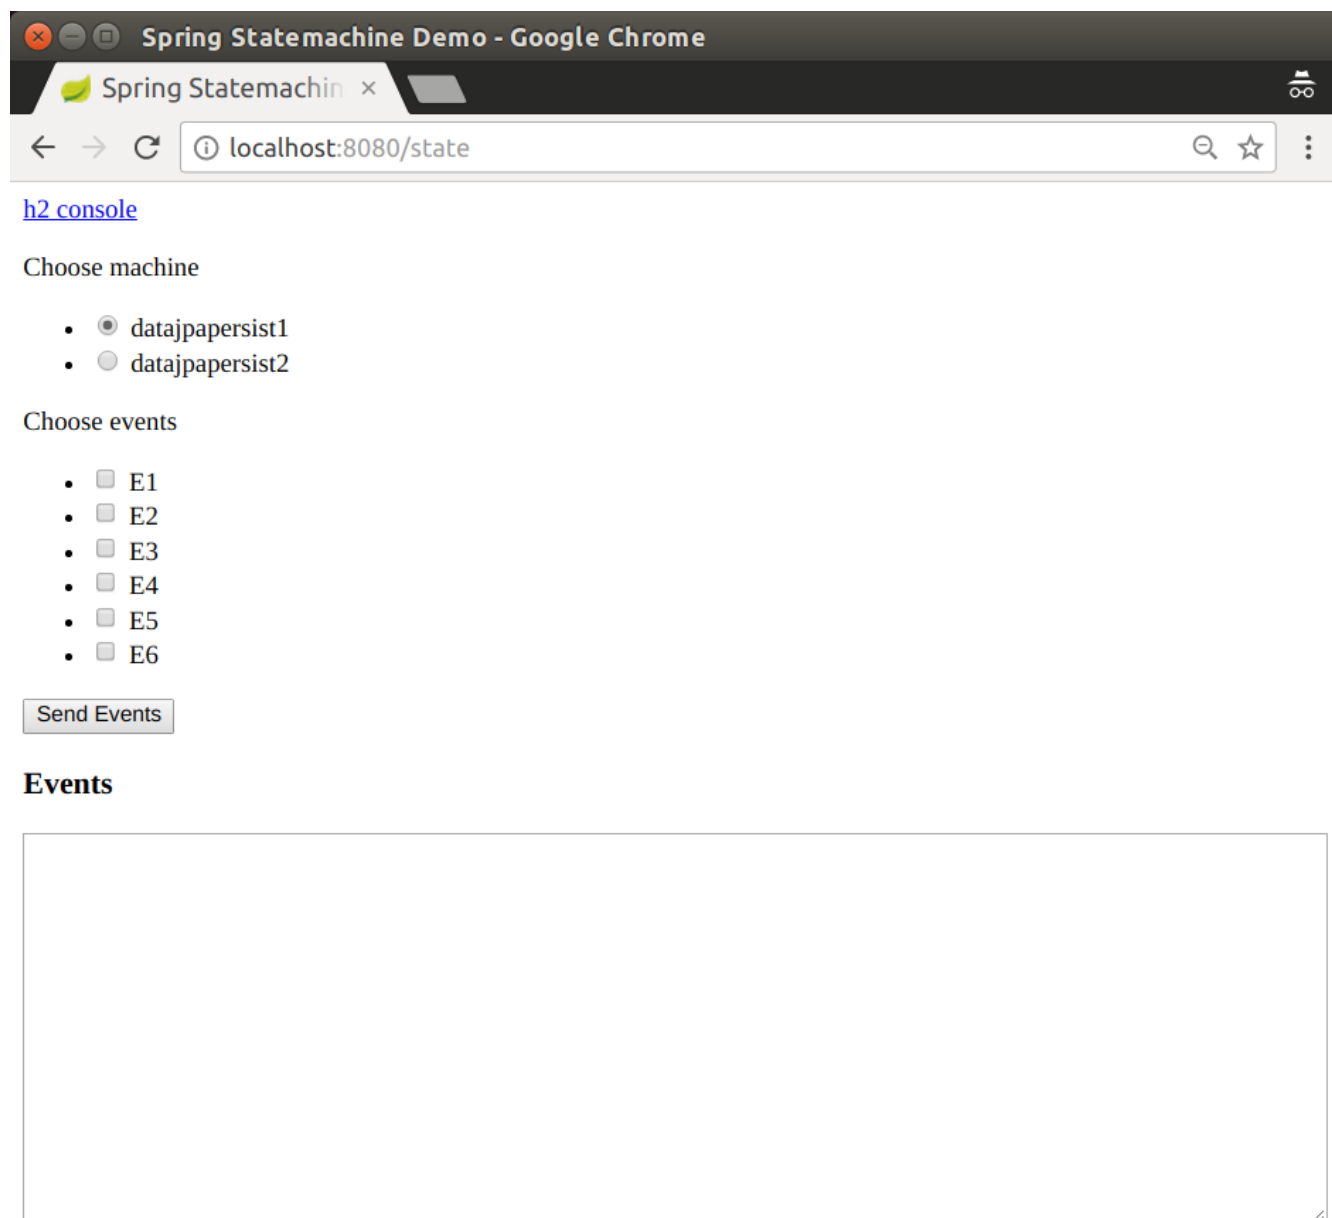 Spring Statemachine Demo - Google Chrome
Spring Statemachin
localhost:8080/state
h2 console
Choose machine
datajpapersist1
datajpapersist2
Choose events
E1
E2
E3
E4
E5
E6
Send Events
Events